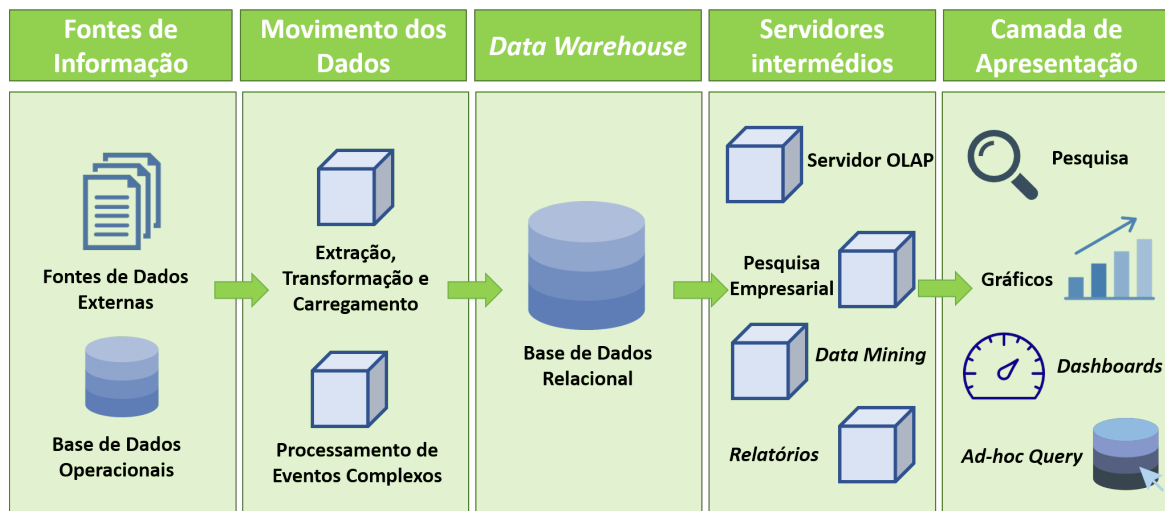 Fontes de
Informação
Movimento dos
Dados
Data Warehouse
Servidores
intermédios
Camada de
Apresentação
Fontes de Dados
Externas
Base de Dados
Operacionais
Extração,
Transformação e
Carregamento
Processamento de
Eventos Complexos
Base de Dados
Relacional
Servidor OLAP
Pesquisa
Empresarial
Data Mining
Relatórios
Pesquisa
Gráficos
Dashboards
Ad-hoc Query